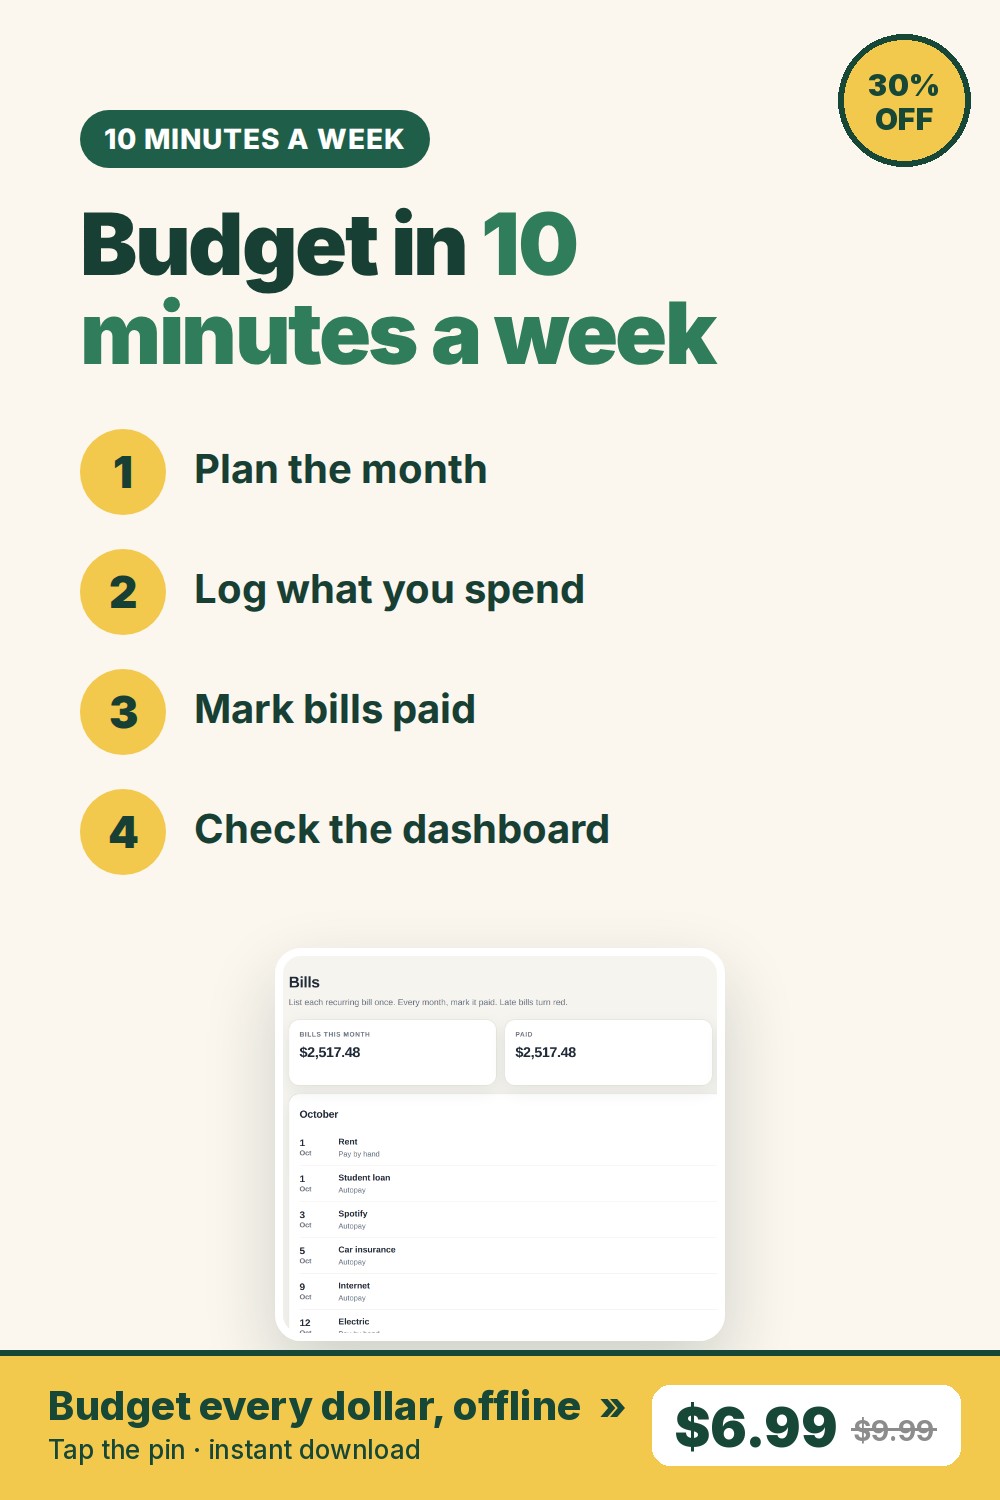 30%
OFF
10 MINUTES A WEEK
Budget in 10
minutes a week
1 Plan the month
2 Log what you spend
3 Mark bills paid
4 Check the dashboard
Bills
List each recurring bill once. Every month, mark it paid. Late bills turn red.
BILLS THIS MONTH
$2,517.48
PAID
$2,517.48
October
1 Rent
Oct Pay by hand
1 Student loan
Oct Autopay
3 Spotify
Oct Autopay
5 Car insurance
Oct Autopay
9 Internet
Oct Autopay
12 Electric
Budget every dollar, offline »
Tap the pin · instant download
$6.99 $9.99